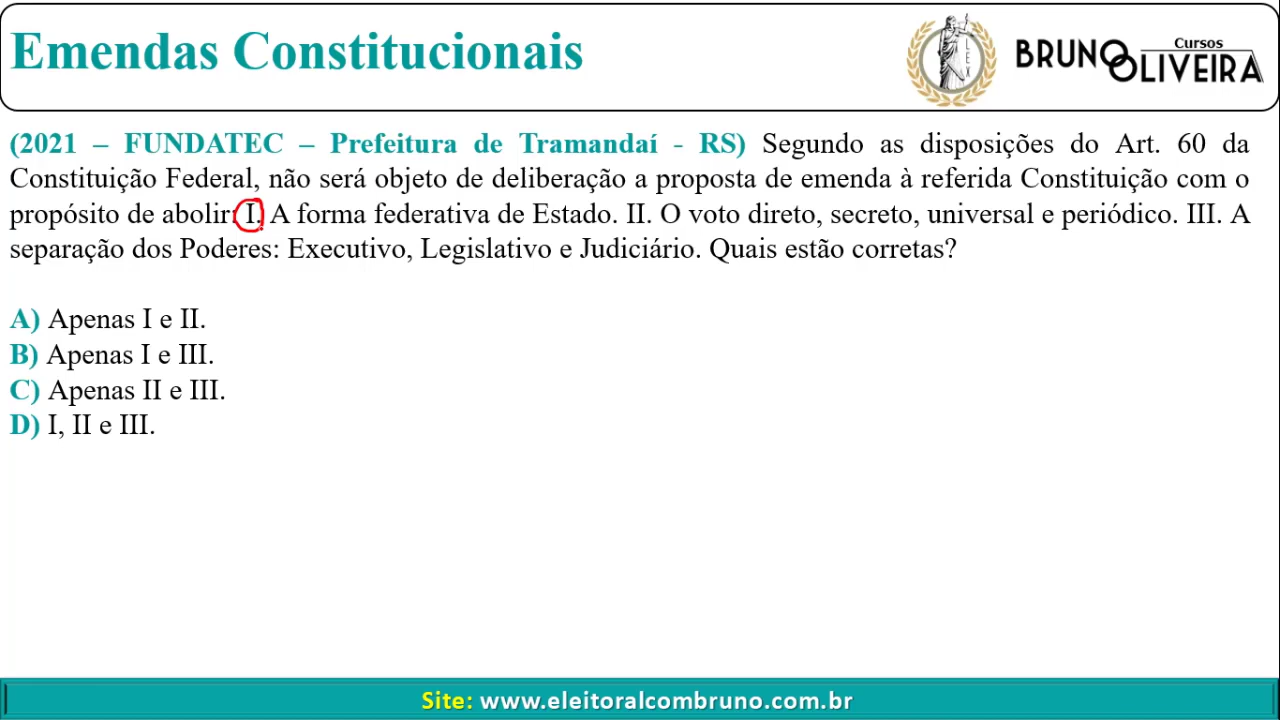 Emendas Constitucionais
BRUNO Cursos
OLIVEIRA
LEX
(2021 – FUNDATEC – Prefeitura de Tramandaí - RS) Segundo as disposições do Art. 60 da
Constituição Federal, não será objeto de deliberação a proposta de emenda à referida Constituição com o
propósito de abolir: I. A forma federativa de Estado. II. O voto direto, secreto, universal e periódico. III. A
separação dos Poderes: Executivo, Legislativo e Judiciário. Quais estão corretas?
A) Apenas I e II.
B) Apenas I e III.
C) Apenas II e III.
D) I, II e III.
Site: www.eleitoralcombruno.com.br